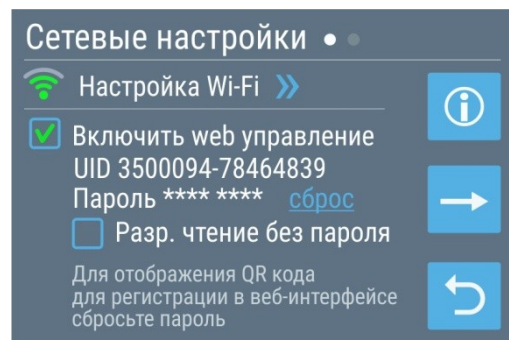 Сетевые настройки
Настройка Wi-Fi
Включить web управление
UID 3500094-78464839
Пароль **** **** сброс
Разр. чтение без пароля
Для отображения QR кода
для регистрации в веб-интерфейсе
сбросьте пароль